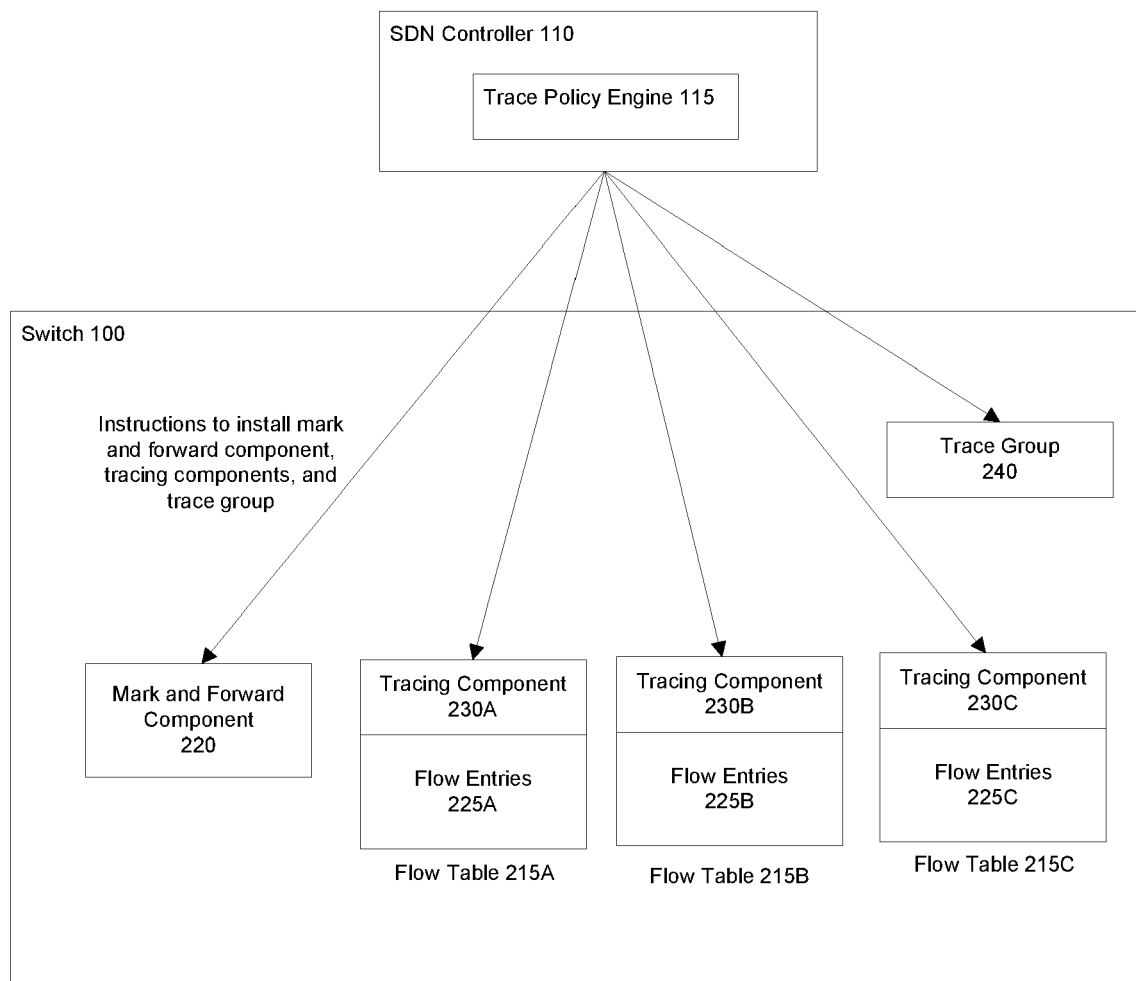 SDN Controller 110
Trace Policy Engine 115
Switch 100
Instructions to install mark
and forward component,
tracing components, and
trace group
Trace Group
240
Mark and Forward
Component
220
Tracing Component
230A
Flow Entries
225A
Flow Table 215A
Tracing Component
230B
Flow Entries
225B
Flow Table 215B
Tracing Component
230C
Flow Entries
225C
Flow Table 215C